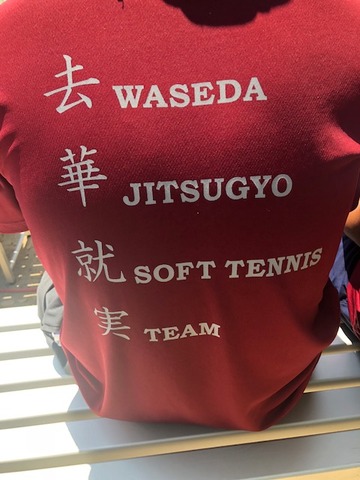 去 WASEDA
華 JITSUGYO
就 SOFT TENNIS
実 TEAM